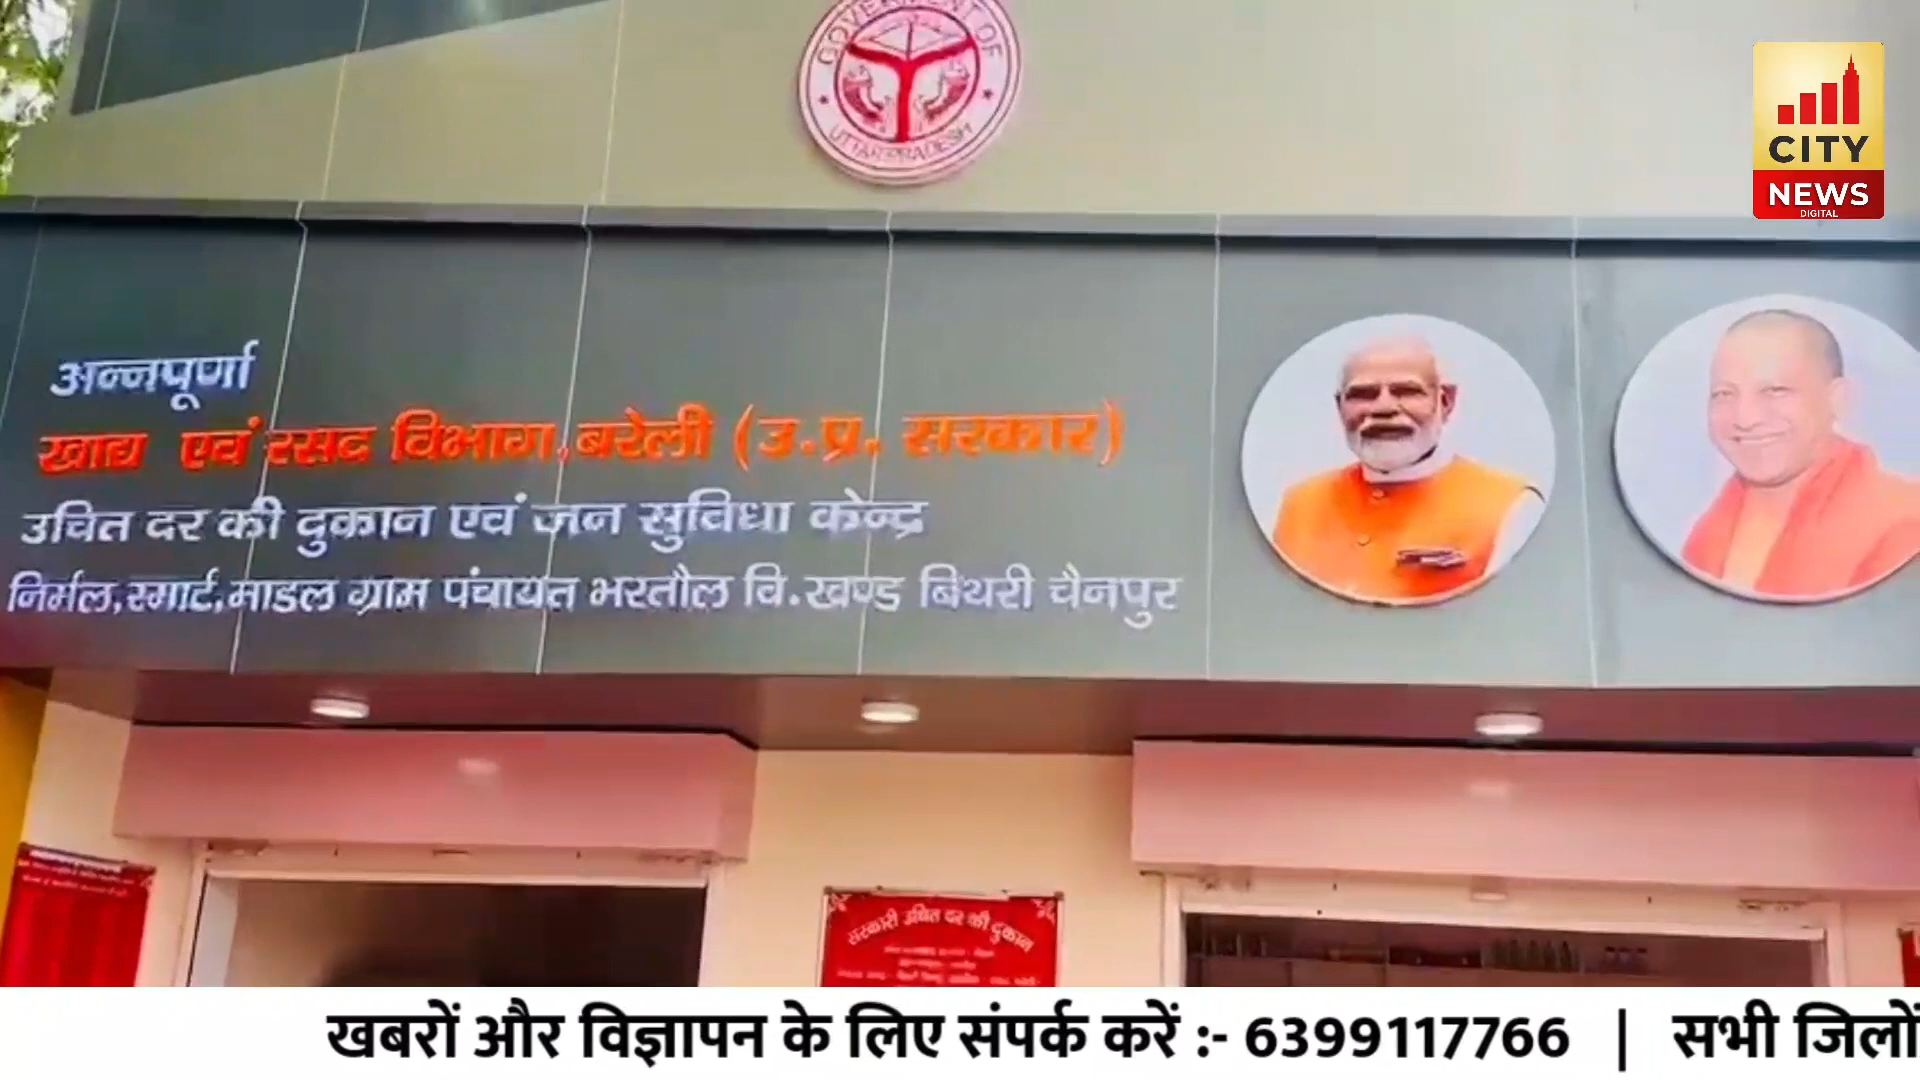 GOVERNMENT OF
UTTAR PRADESH
CITY
NEWS
DIGITAL
अन्नपूर्णा
खाद्य एवं रसद विभाग,बरेली (उ.प्र. सरकार)
उचित दर की दुकान एवं जन सुविधा केन्द्र
निर्मल,स्मार्ट,माडल ग्राम पंचायत भरतौल वि.खण्ड बिथरी चैनपुर
सरकारी उचित दर की दुकान
खबरों और विज्ञापन के लिए संपर्क करें :- 6399117766 | सभी जिलों